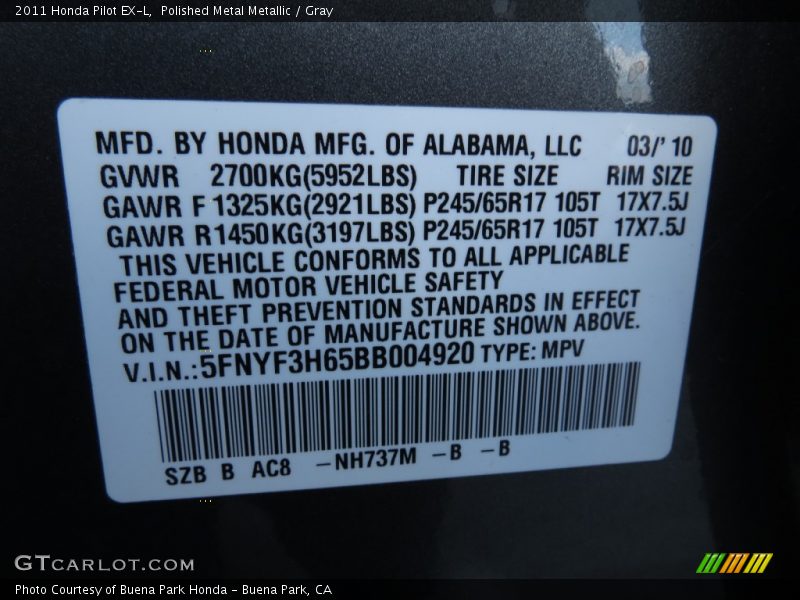 2011 Honda Pilot EX-L,  Polished Metal Metallic / Gray
MFD. BY HONDA MFG. OF ALABAMA, LLC 03/' 10
GVWR 2700KG(5952LBS) TIRE SIZE RIM SIZE
GAWR F 1325KG(2921LBS) P245/65R17 105T 17X7.5J
GAWR R1450KG(3197LBS) P245/65R17 105T 17X7.5J
THIS VEHICLE CONFORMS TO ALL APPLICABLE
FEDERAL MOTOR VEHICLE SAFETY
AND THEFT PREVENTION STANDARDS IN EFFECT
ON THE DATE OF MANUFACTURE SHOWN ABOVE.
V.I.N.:5FNYF3H65BB004920 TYPE: MPV
SZB B AC8 -NH737M -B -B
GTCARLOT.COM
Photo Courtesy of Buena Park Honda - Buena Park, CA